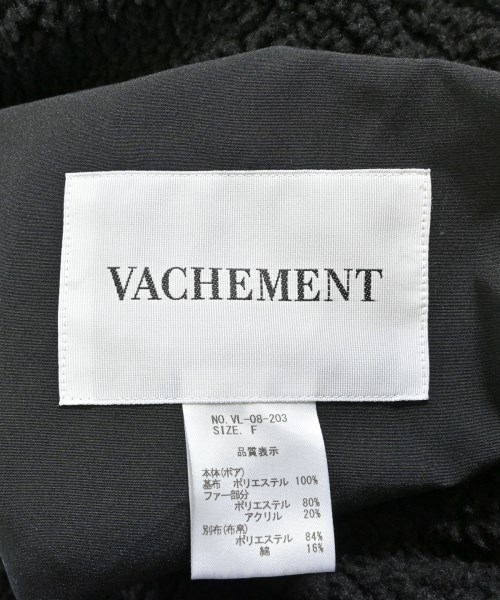 VACHEMENT
NO. VL-08-203
SIZE. F
品質表示
本体(ボア)
基布 ポリエステル 100%
ファー部分
ポリエステル 80%
アクリル 20%
別布(布帛)
ポリエステル 84%
綿 16%